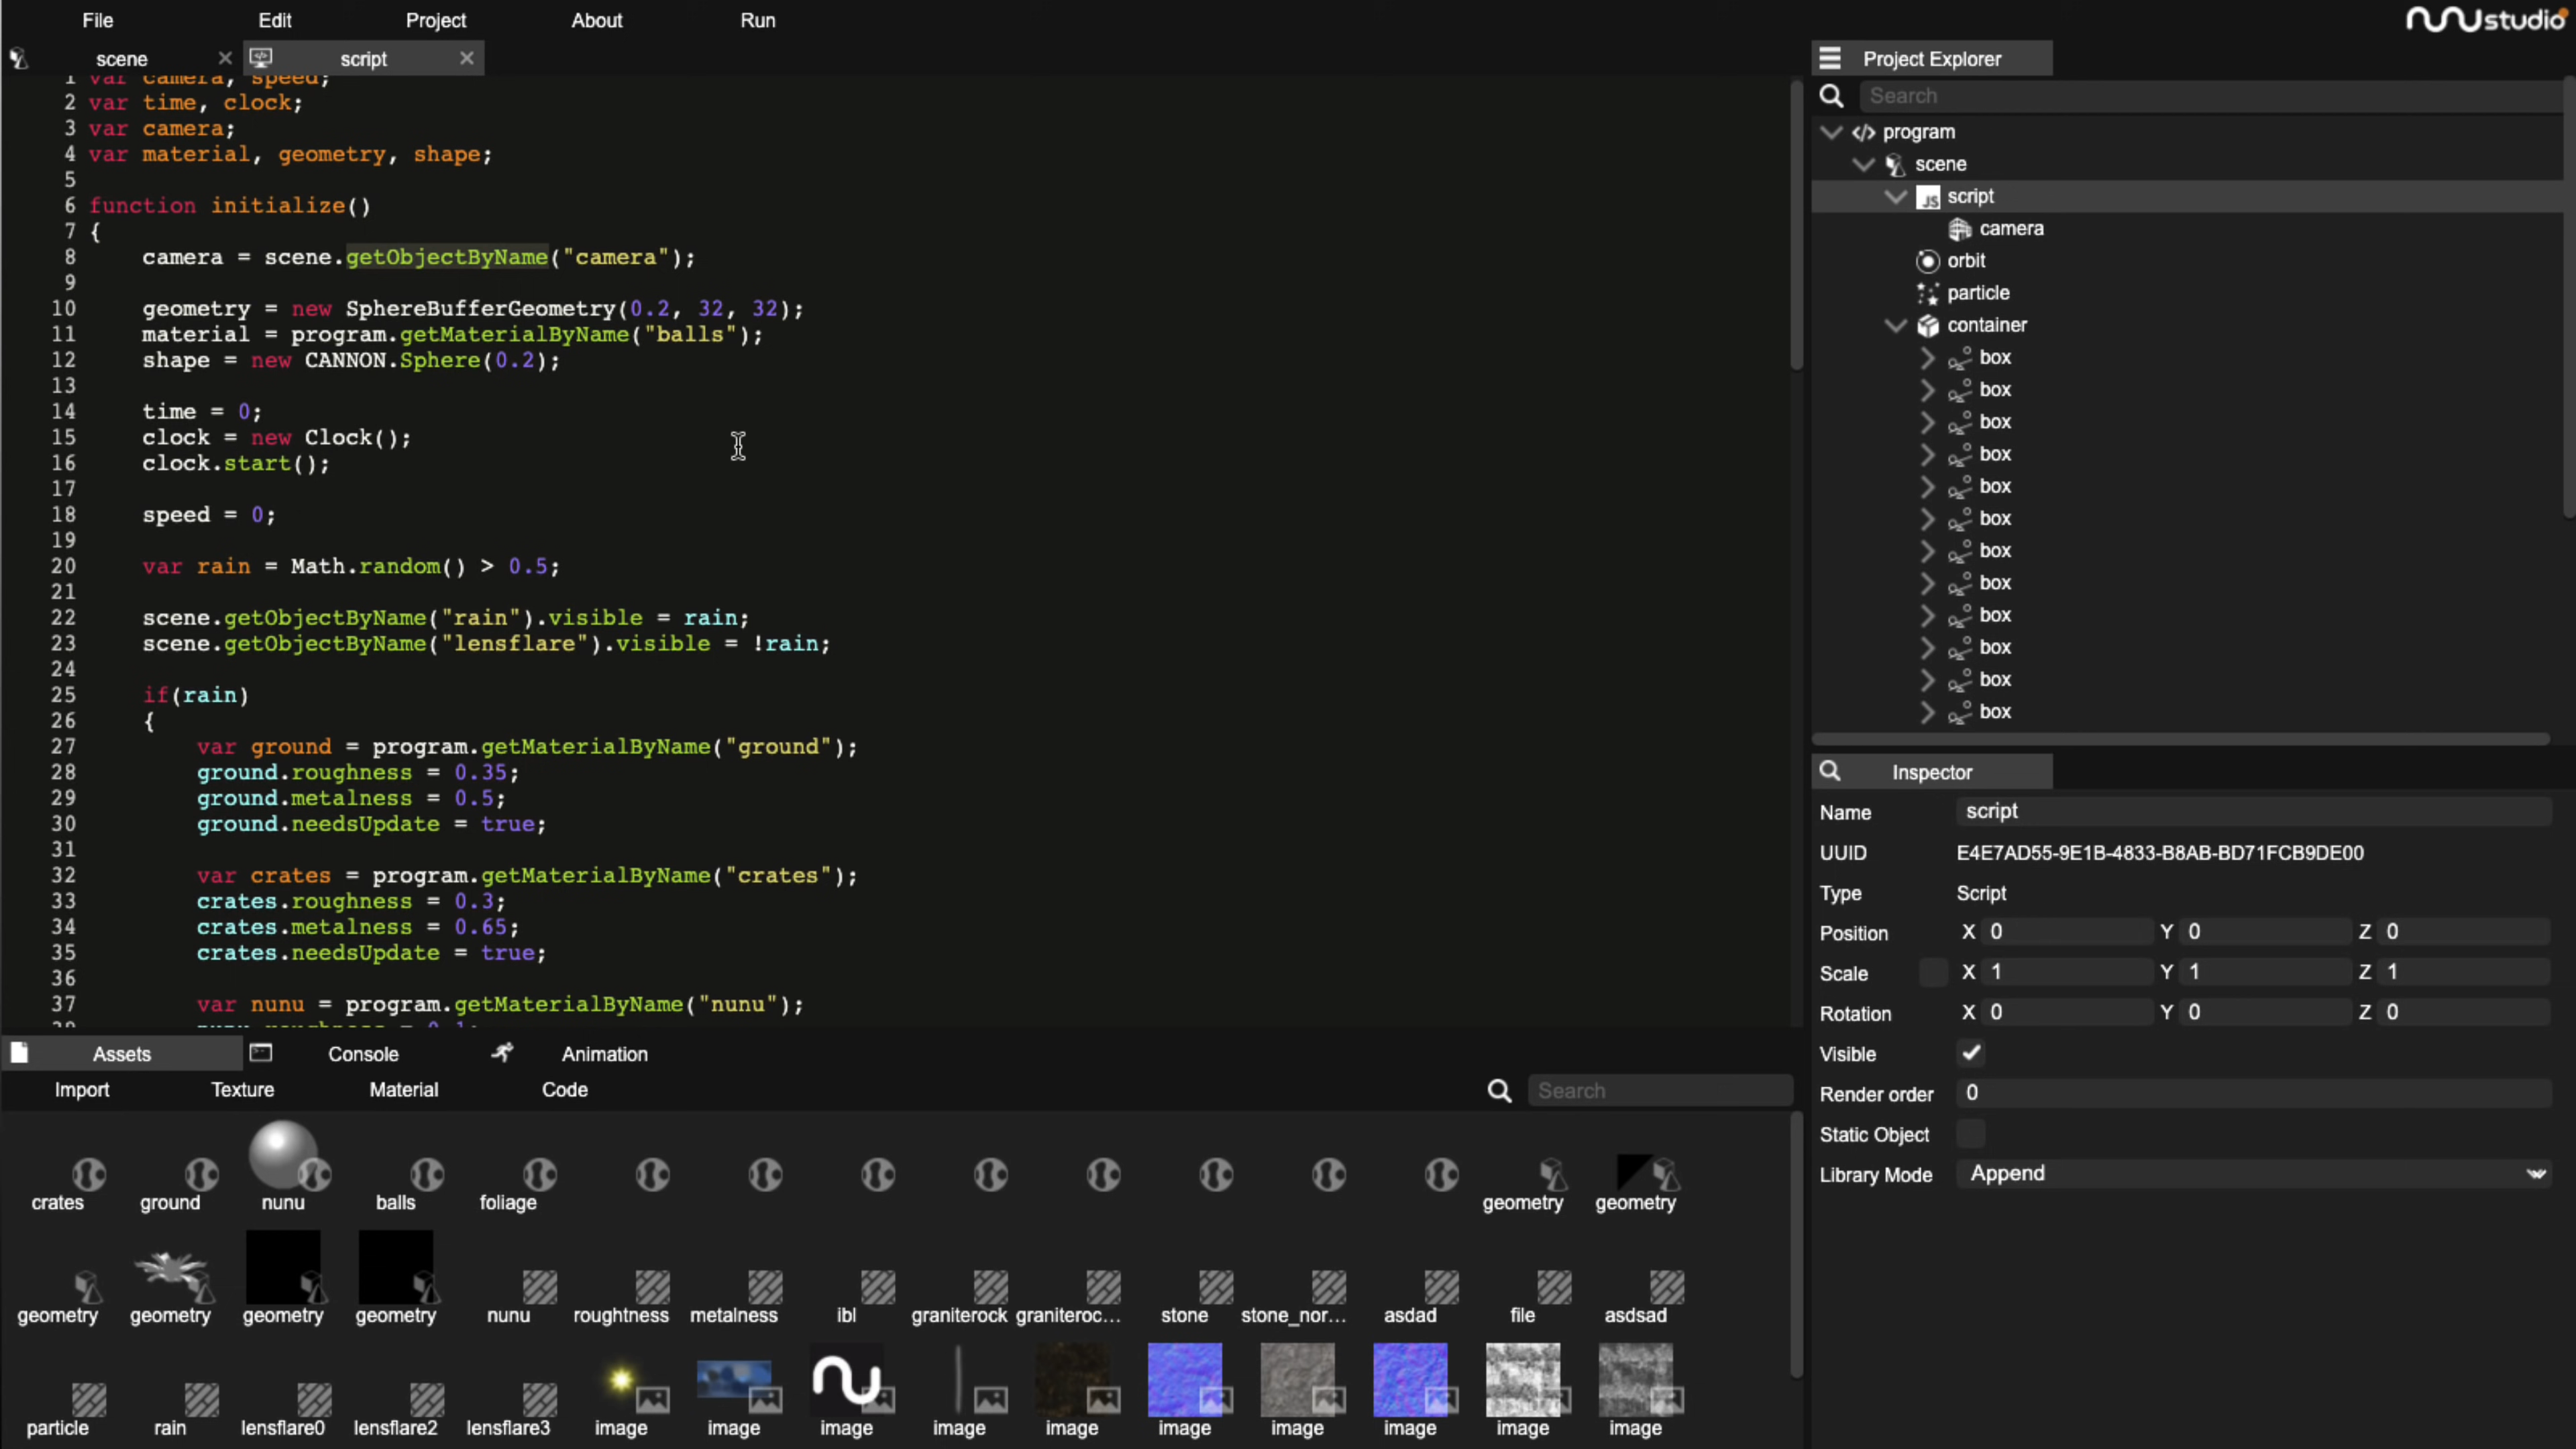 File Edit Project About Run
nunustudio
scene script
1 var camera, speed;
2 var time, clock;
3 var camera;
4 var material, geometry, shape;
5
6 function initialize()
7 {
8 camera = scene.getObjectByName("camera");
9
10 geometry = new SphereBufferGeometry(0.2, 32, 32);
11 material = program.getMaterialByName("balls");
12 shape = new CANNON.Sphere(0.2);
13
14 time = 0;
15 clock = new Clock();
16 clock.start();
17
18 speed = 0;
19
20 var rain = Math.random() > 0.5;
21
22 scene.getObjectByName("rain").visible = rain;
23 scene.getObjectByName("lensflare").visible = !rain;
24
25 if(rain)
26 {
27 var ground = program.getMaterialByName("ground");
28 ground.roughness = 0.35;
29 ground.metalness = 0.5;
30 ground.needsUpdate = true;
31
32 var crates = program.getMaterialByName("crates");
33 crates.roughness = 0.3;
34 crates.metalness = 0.65;
35 crates.needsUpdate = true;
36
37 var nunu = program.getMaterialByName("nunu");
Project Explorer
Search
program
scene
JS script
camera
orbit
particle
container
box
box
box
box
box
box
box
box
box
box
box
box
Inspector
Name script
UUID E4E7AD55-9E1B-4833-B8AB-BD71FCB9DE00
Type Script
Position X 0 Y 0 Z 0
Scale X 1 Y 1 Z 1
Rotation X 0 Y 0 Z 0
Visible
Render order 0
Static Object
Library Mode Append
Assets Console Animation
Import Texture Material Code Search
crates ground nunu balls foliage geometry geometry
geometry geometry geometry geometry nunu roughtness metalness ibl graniterock graniteroc... stone stone_nor... asdad file asdsad
particle rain lensflare0 lensflare2 lensflare3 image image image image image image image image image image